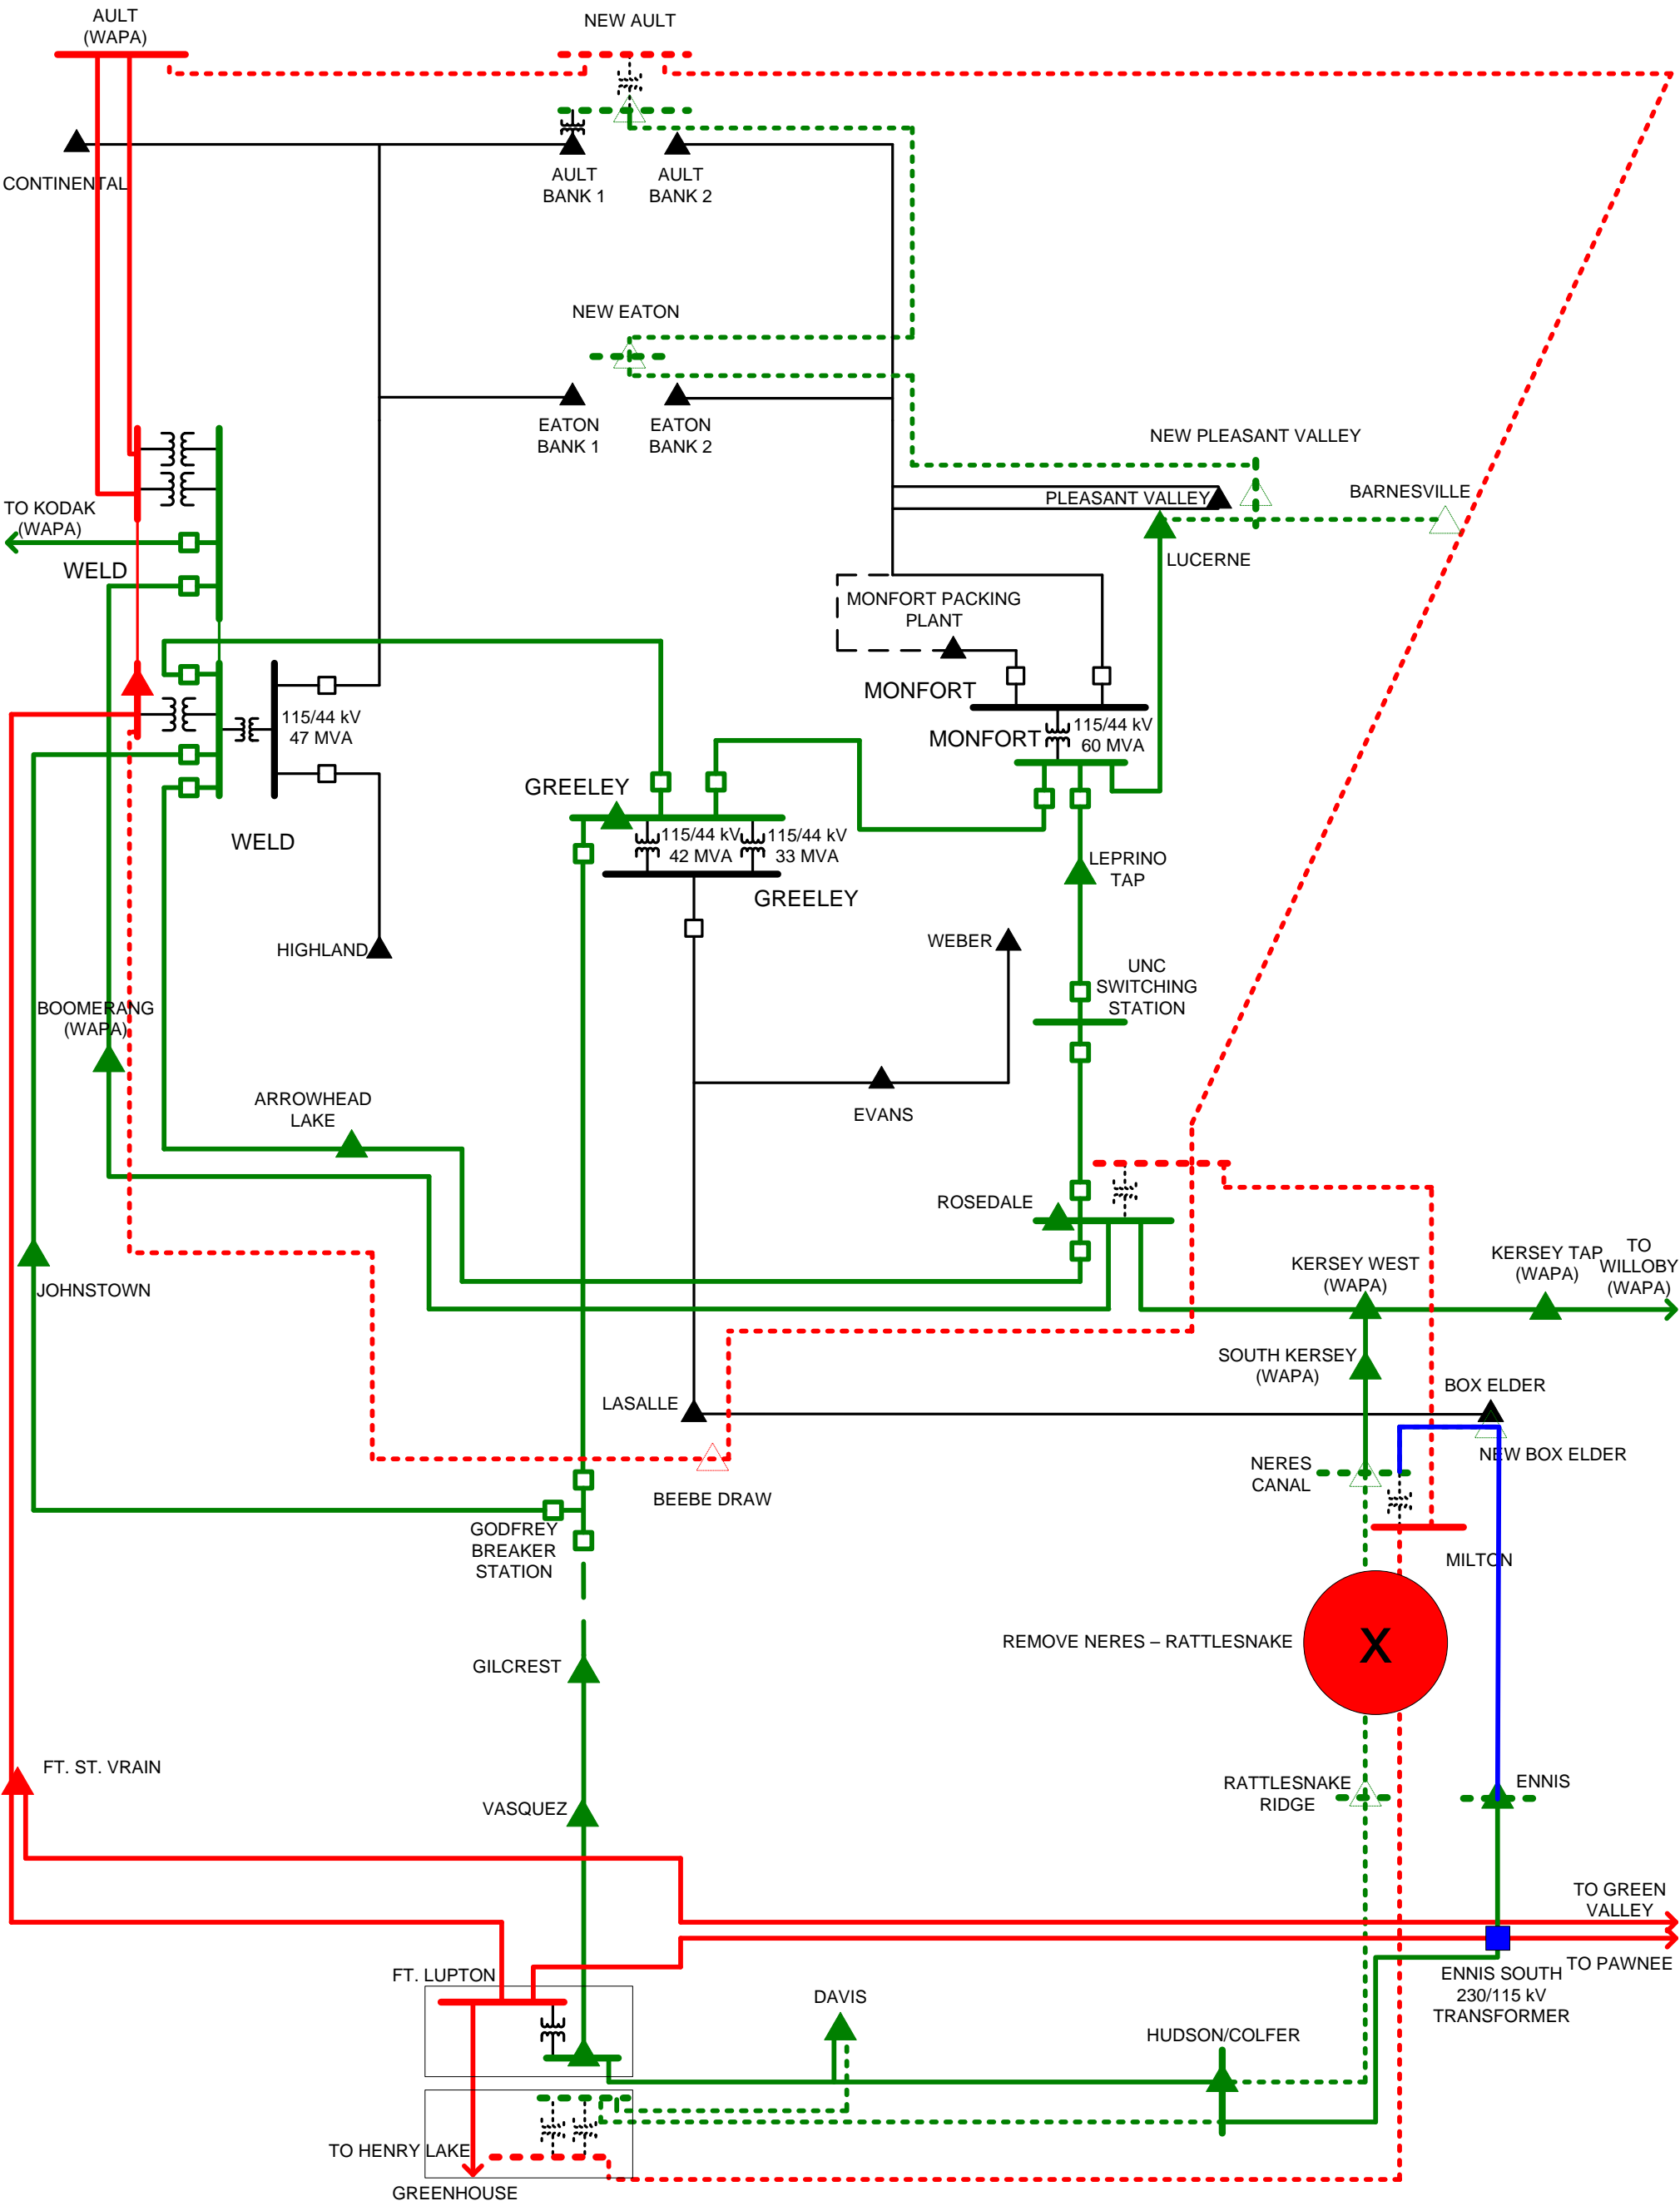 AULT
(WAPA)
NEW AULT
CONTINENTAL
AULT
BANK 1
AULT
BANK 2
NEW EATON
EATON
BANK 1
EATON
BANK 2
NEW PLEASANT VALLEY
PLEASANT VALLEY
BARNESVILLE
TO KODAK
(WAPA)
WELD
LUCERNE
MONFORT PACKING
PLANT
MONFORT
115/44 kV
47 MVA
MONFORT
115/44 kV
60 MVA
GREELEY
WELD
115/44 kV
42 MVA
115/44 kV
33 MVA
GREELEY
LEPRINO
TAP
HIGHLAND
WEBER
UNC
SWITCHING
STATION
BOOMERANG
(WAPA)
ARROWHEAD
LAKE
EVANS
ROSEDALE
JOHNSTOWN
KERSEY WEST
(WAPA)
KERSEY TAP
(WAPA)
TO
WILLOBY
(WAPA)
SOUTH KERSEY
(WAPA)
LASALLE
BOX ELDER
NEW BOX ELDER
NERES
CANAL
BEEBE DRAW
GODFREY
BREAKER
STATION
MILTON
REMOVE NERES – RATTLESNAKE
X
GILCREST
FT. ST. VRAIN
VASQUEZ
RATTLESNAKE
RIDGE
ENNIS
TO GREEN
VALLEY
TO PAWNEE
FT. LUPTON
ENNIS SOUTH
230/115 kV
TRANSFORMER
DAVIS
HUDSON/COLFER
TO HENRY LAKE
GREENHOUSE